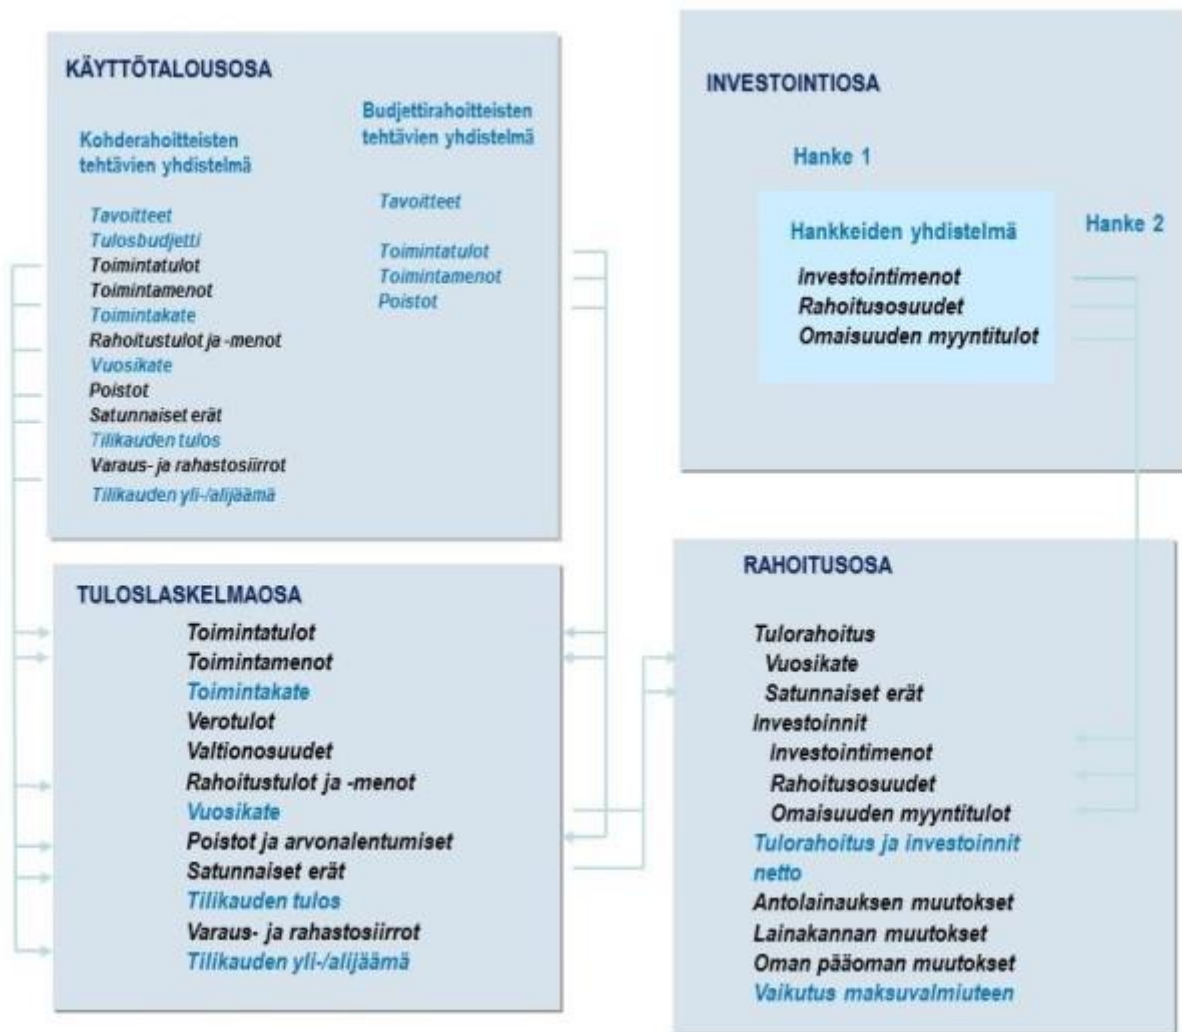 KÄYTTÖTALOUSOSA
Kohderahoitteisten
tehtävien yhdistelmä
Tavoitteet
Tulosbudjetti
Toimintatulot
Toimintamenot
Toimintakate
Rahoitustulot ja -menot
Vuosikate
Poistot
Satunnaiset erät
Tilikauden tulos
Varaus- ja rahastosiirrot
Tilikauden yli-/alijäämä
Budjettirahoitteisten
tehtävien yhdistelmä
Tavoitteet
Toimintatulot
Toimintamenot
Poistot
INVESTOINTIOSA
Hanke 1
Hankkeiden yhdistelmä
Investointimenot
Rahoitusosuudet
Omaisuuden myyntitulot
Hanke 2
TULOSLASKELMAOSA
Toimintatulot
Toimintamenot
Toimintakate
Verotulot
Valtionosuudet
Rahoitustulot ja -menot
Vuosikate
Poistot ja arvonalentumiset
Satunnaiset erät
Tilikauden tulos
Varaus- ja rahastosiirrot
Tilikauden yli-/alijäämä
RAHOITUSOSA
Tulorahoitus
Vuosikate
Satunnaiset erät
Investoinnit
Investointimenot
Rahoitusosuudet
Omaisuuden myyntitulot
Tulorahoitus ja investoinnit
netto
Antolainauksen muutokset
Lainakannan muutokset
Oman pääoman muutokset
Vaikutus maksuvalmiuteen